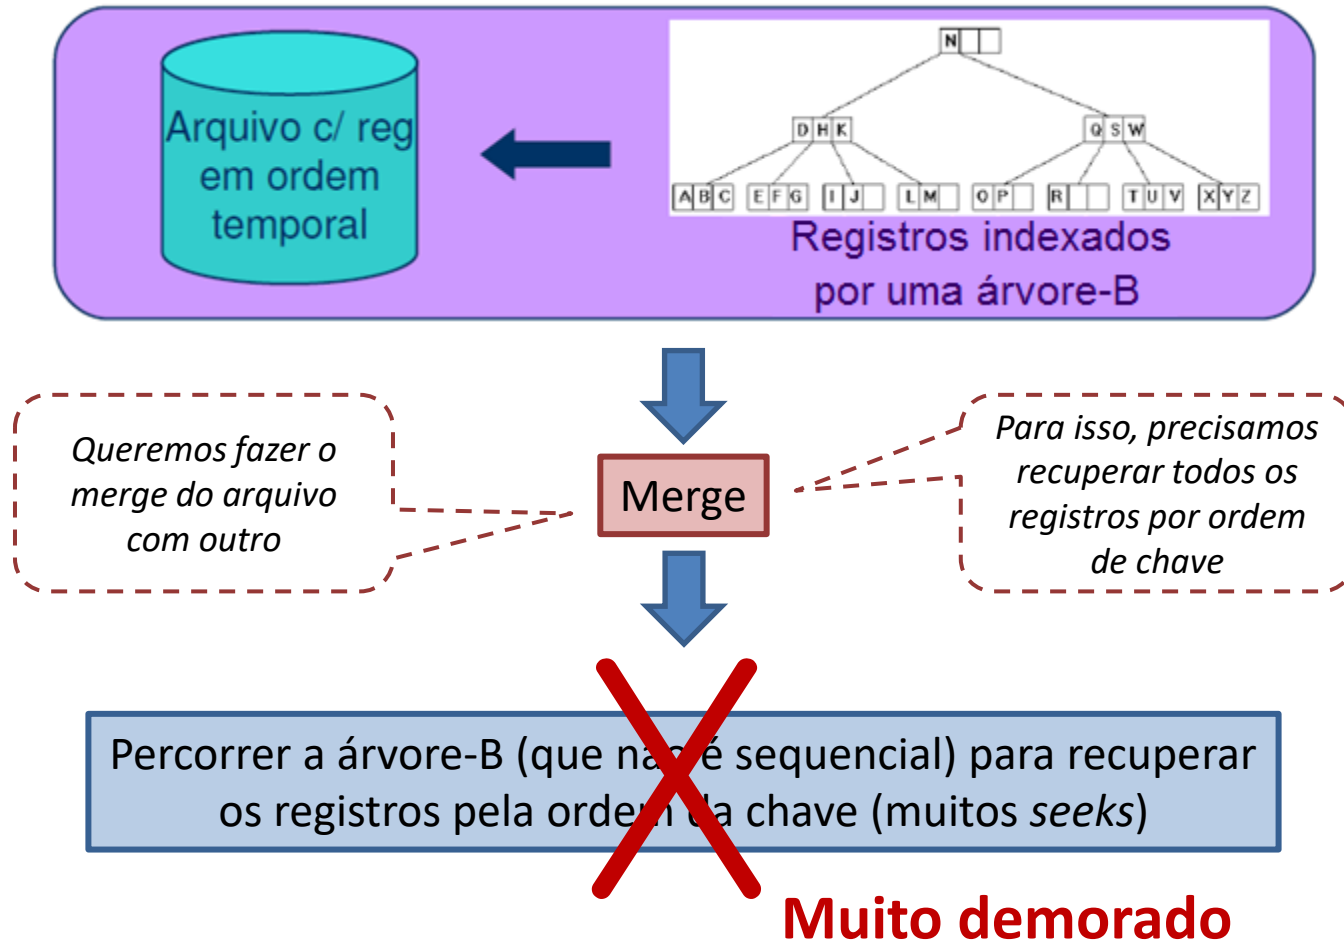 Arquivo c/ reg
em ordem
temporal
N
D H K
Q S W
A B C
E F G
I J
L M
O P
R
T U V
X Y Z
Registros indexados
por uma árvore-B
Queremos fazer o
merge do arquivo
com outro
Merge
Para isso, precisamos
recuperar todos os
registros por ordem
de chave
Percorrer a árvore-B (que não é sequencial) para recuperar
os registros pela ordem da chave (muitos seeks)
Muito demorado